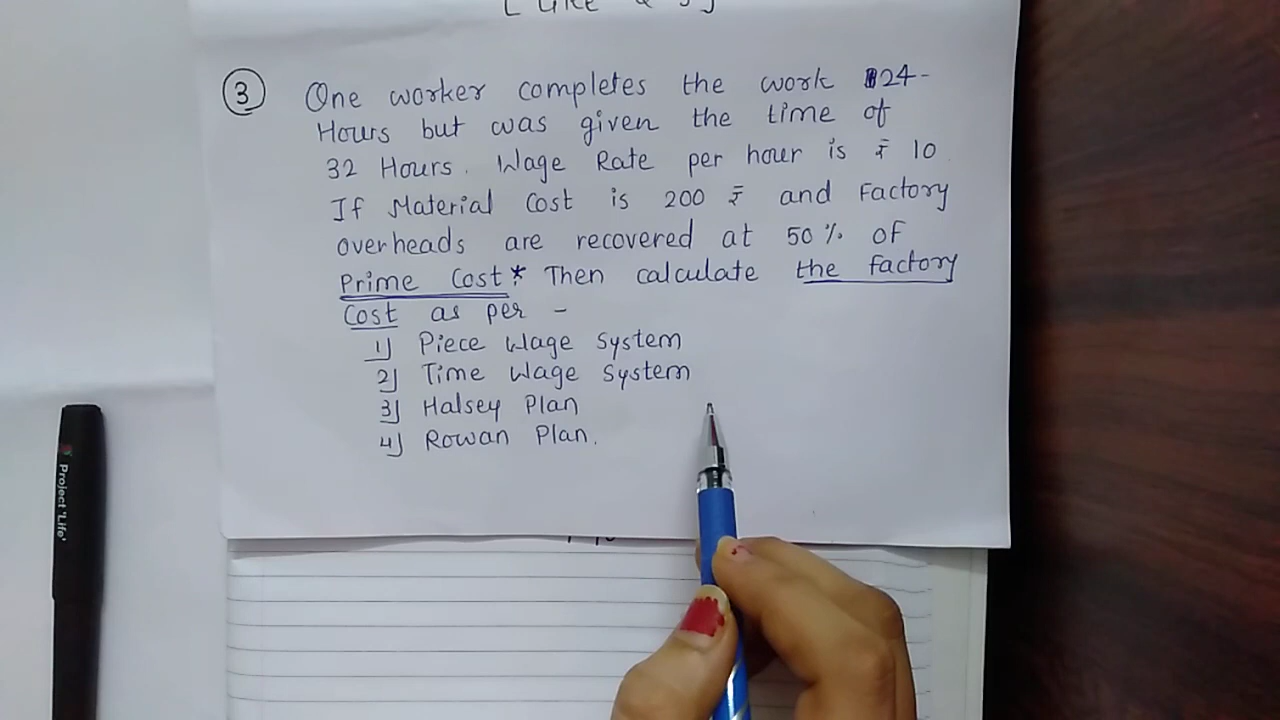 3 One worker completes the work 24-
Hours but was given the time of
32 Hours. Wage Rate per hour is ₹ 10
If Material Cost is 200 ₹ and Factory
overheads are recovered at 50% of
Prime Cost* Then calculate the factory
Cost as per -
1) Piece Wage System
2) Time Wage System
3) Halsey Plan
4) Rowan Plan.
Project 'Life'